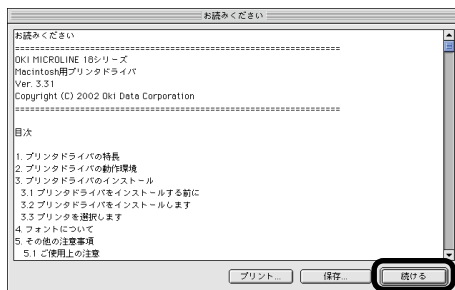 お読みください
お読みください
==================================================================
OKI MICROLINE 18シリーズ
Macintosh用プリンタドライバ
Ver. 3.31
Copyright (C) 2002 Oki Data Corporation
==================================================================
目次
1. プリンタドライバの特長
2. プリンタドライバの動作環境
3. プリンタドライバのインストール
3.1 プリンタドライバをインストールする前に
3.2 プリンタドライバをインストールします
3.3 プリンタを選択します
4. フォントについて
5. その他の注意事項
5.1 ご使用上の注意
プリント... 保存... 続ける